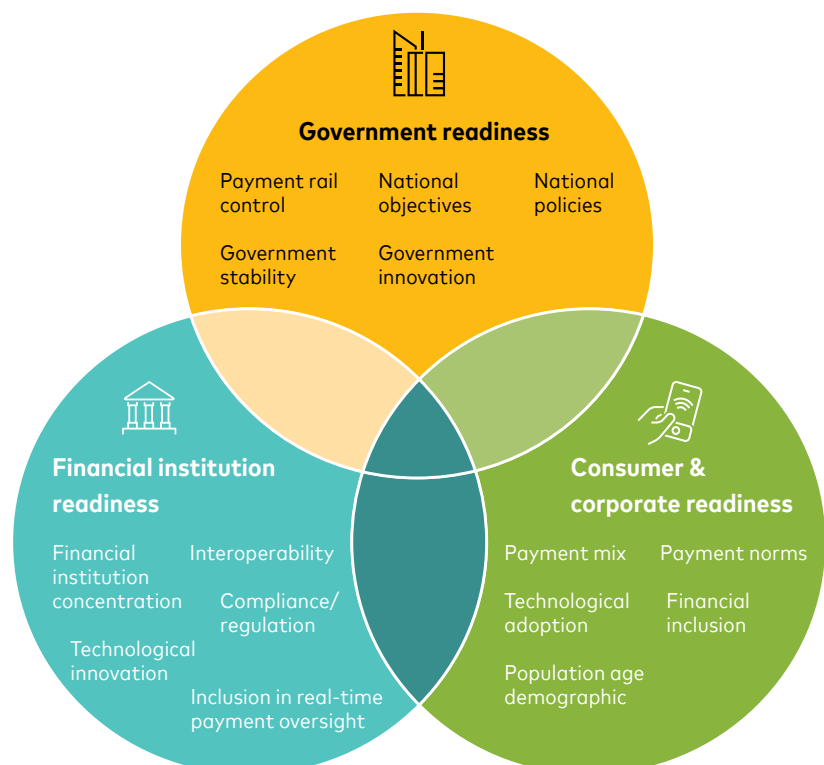 Government readiness
Payment rail
control
National
objectives
National
policies
Government
stability
Government
innovation
Financial institution
readiness
Financial
institution
concentration
Interoperability
Compliance/
regulation
Technological
innovation
Inclusion in real-time
payment oversight
Consumer &
corporate readiness
Payment mix
Payment norms
Technological
adoption
Financial
inclusion
Population age
demographic